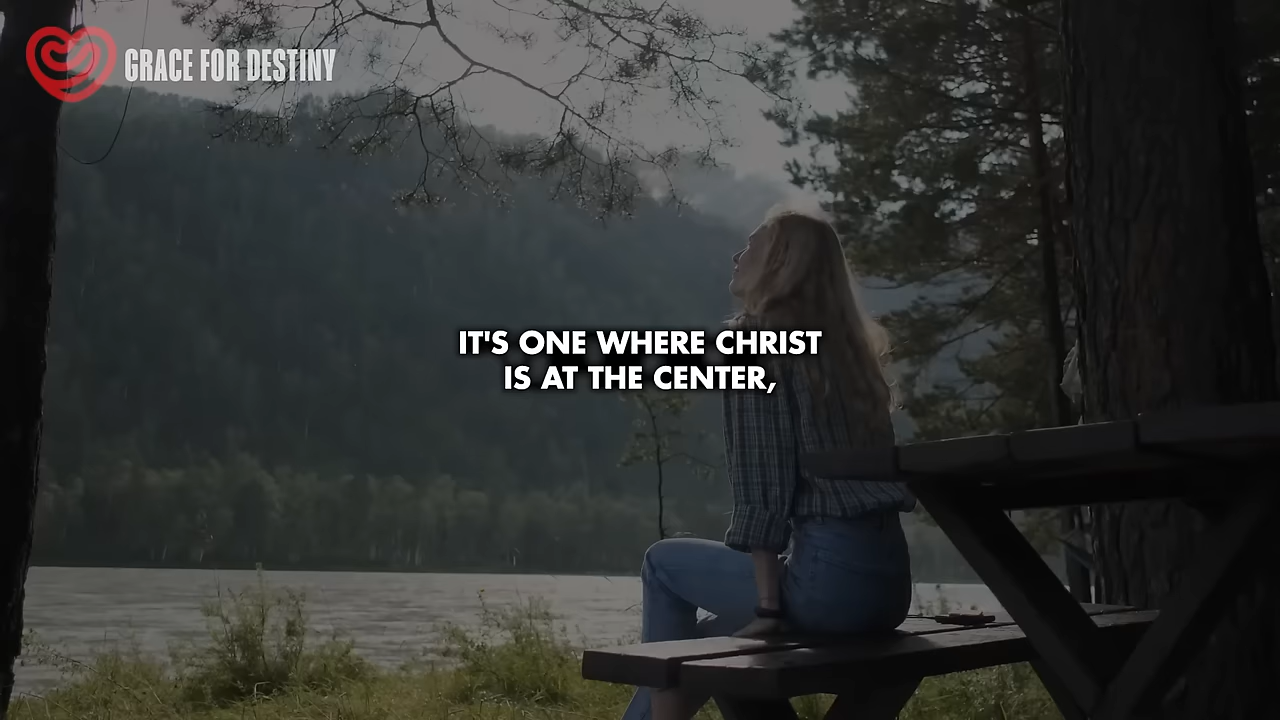 GRACE FOR DESTINY
IT'S ONE WHERE CHRIST
IS AT THE CENTER,